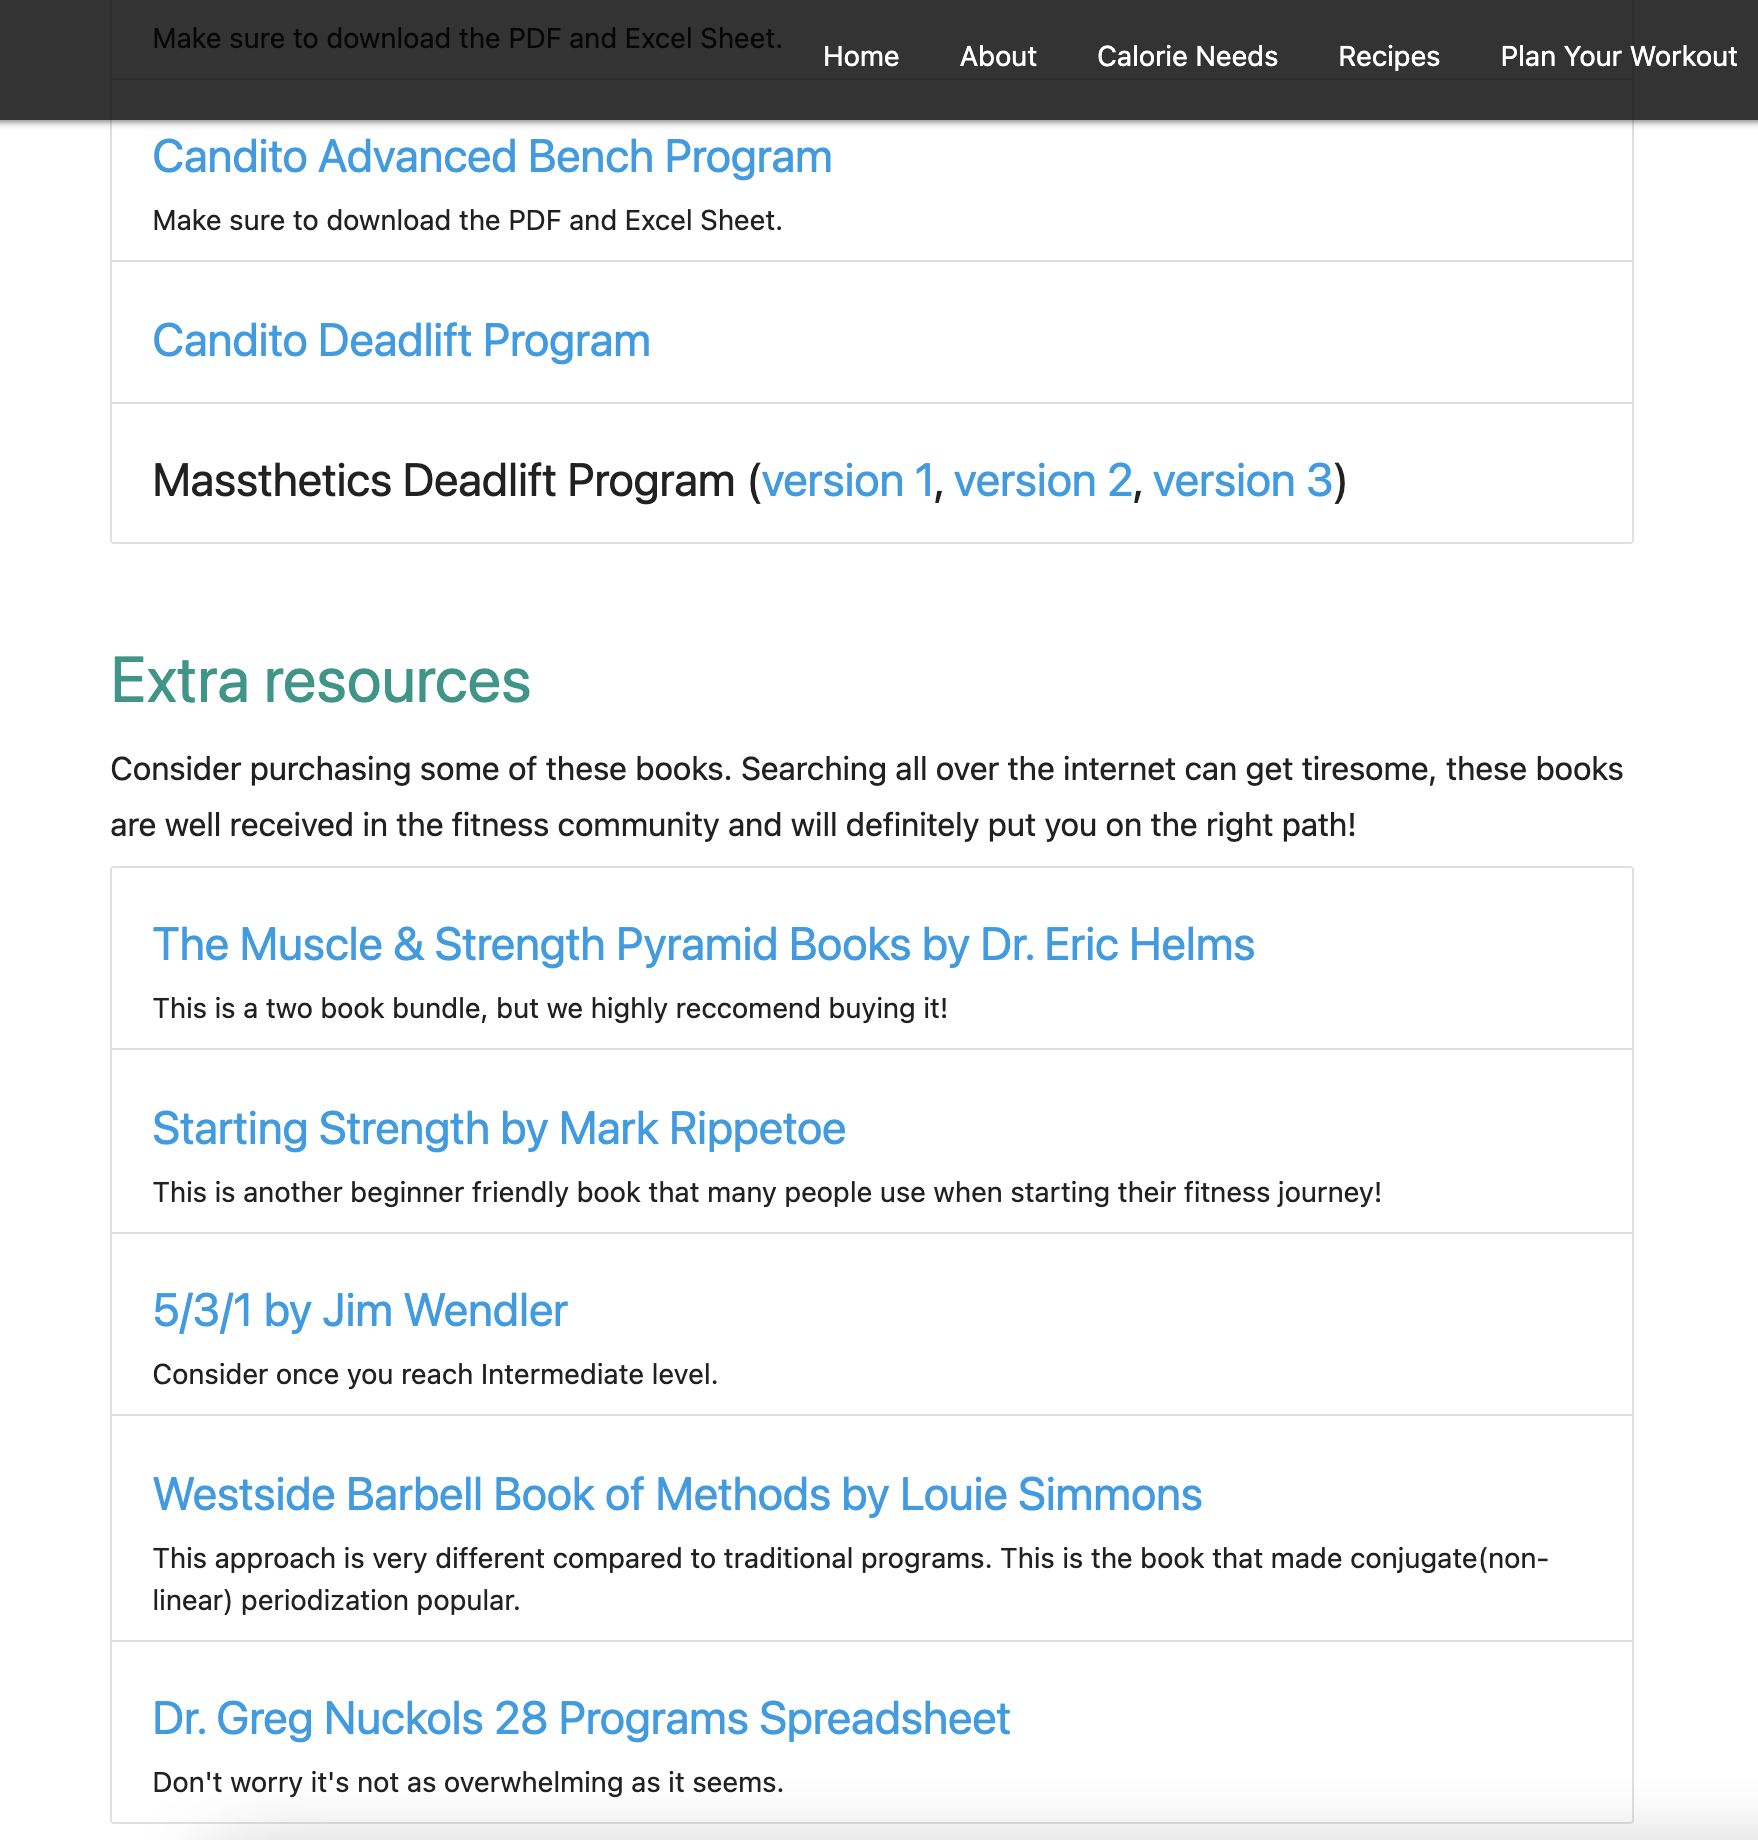 Make sure to download the PDF and Excel Sheet.
Home About Calorie Needs Recipes Plan Your Workout
Candito Advanced Bench Program
Make sure to download the PDF and Excel Sheet.
Candito Deadlift Program
Massthetics Deadlift Program (version 1, version 2, version 3)
Extra resources
Consider purchasing some of these books. Searching all over the internet can get tiresome, these books
are well received in the fitness community and will definitely put you on the right path!
The Muscle & Strength Pyramid Books by Dr. Eric Helms
This is a two book bundle, but we highly reccomend buying it!
Starting Strength by Mark Rippetoe
This is another beginner friendly book that many people use when starting their fitness journey!
5/3/1 by Jim Wendler
Consider once you reach Intermediate level.
Westside Barbell Book of Methods by Louie Simmons
This approach is very different compared to traditional programs. This is the book that made conjugate(non-
linear) periodization popular.
Dr. Greg Nuckols 28 Programs Spreadsheet
Don't worry it's not as overwhelming as it seems.